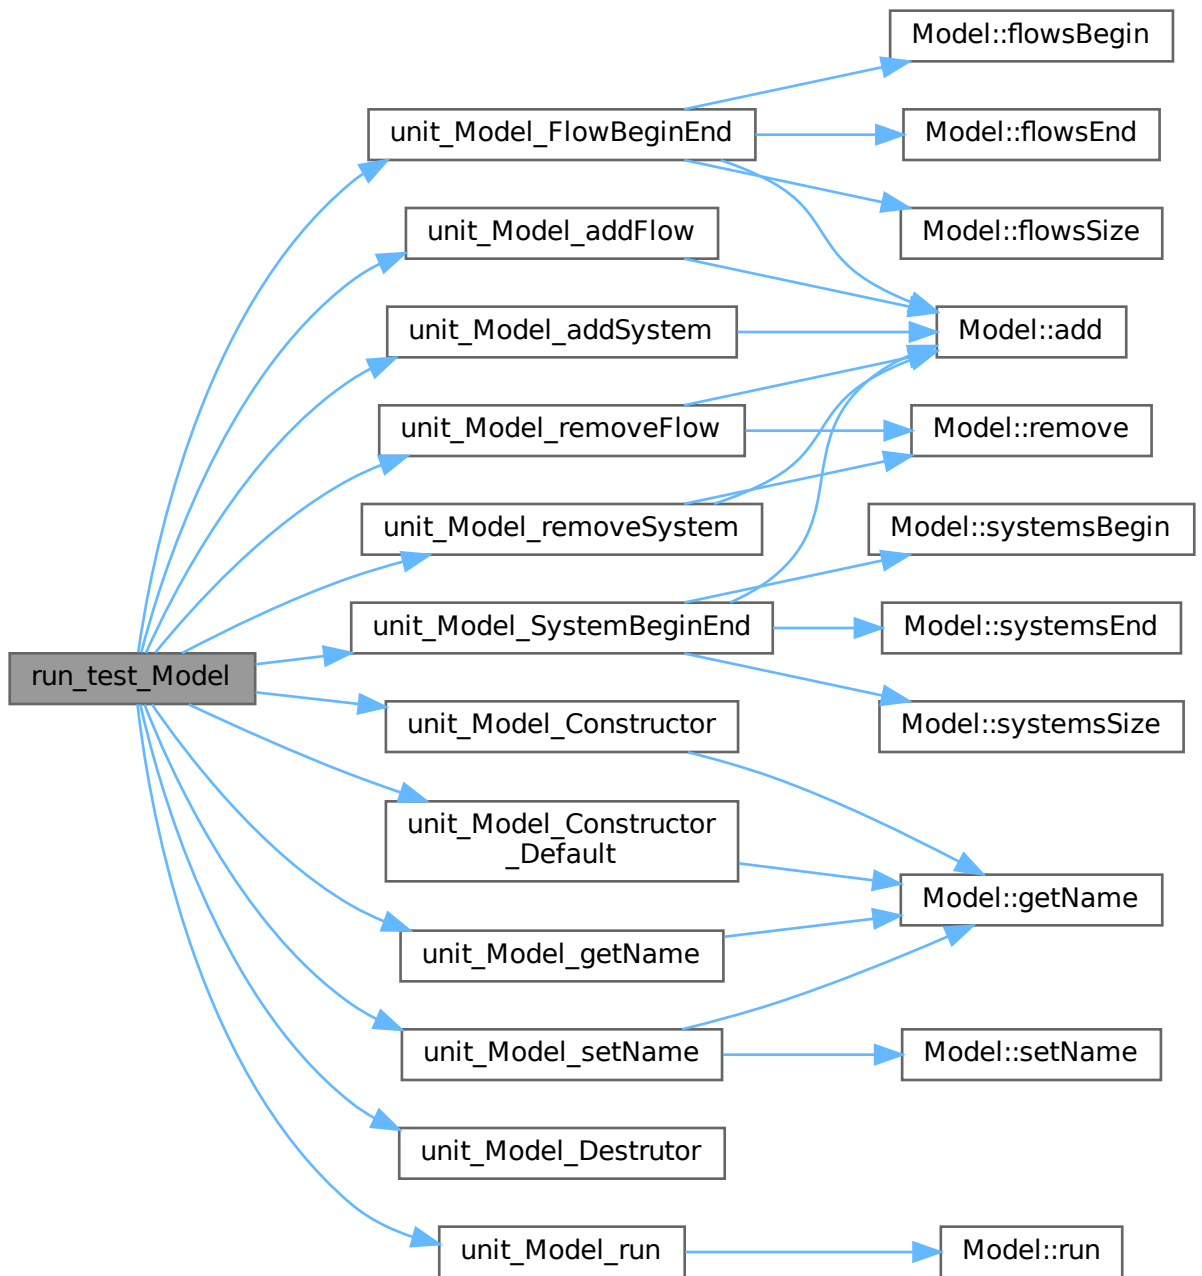 run_test_Model
unit_Model_FlowBeginEnd
unit_Model_addFlow
unit_Model_addSystem
unit_Model_removeFlow
unit_Model_removeSystem
unit_Model_SystemBeginEnd
unit_Model_Constructor
unit_Model_Constructor
_Default
unit_Model_getName
unit_Model_setName
unit_Model_Destrutor
unit_Model_run
Model::flowsBegin
Model::flowsEnd
Model::flowsSize
Model::add
Model::remove
Model::systemsBegin
Model::systemsEnd
Model::systemsSize
Model::getName
Model::setName
Model::run